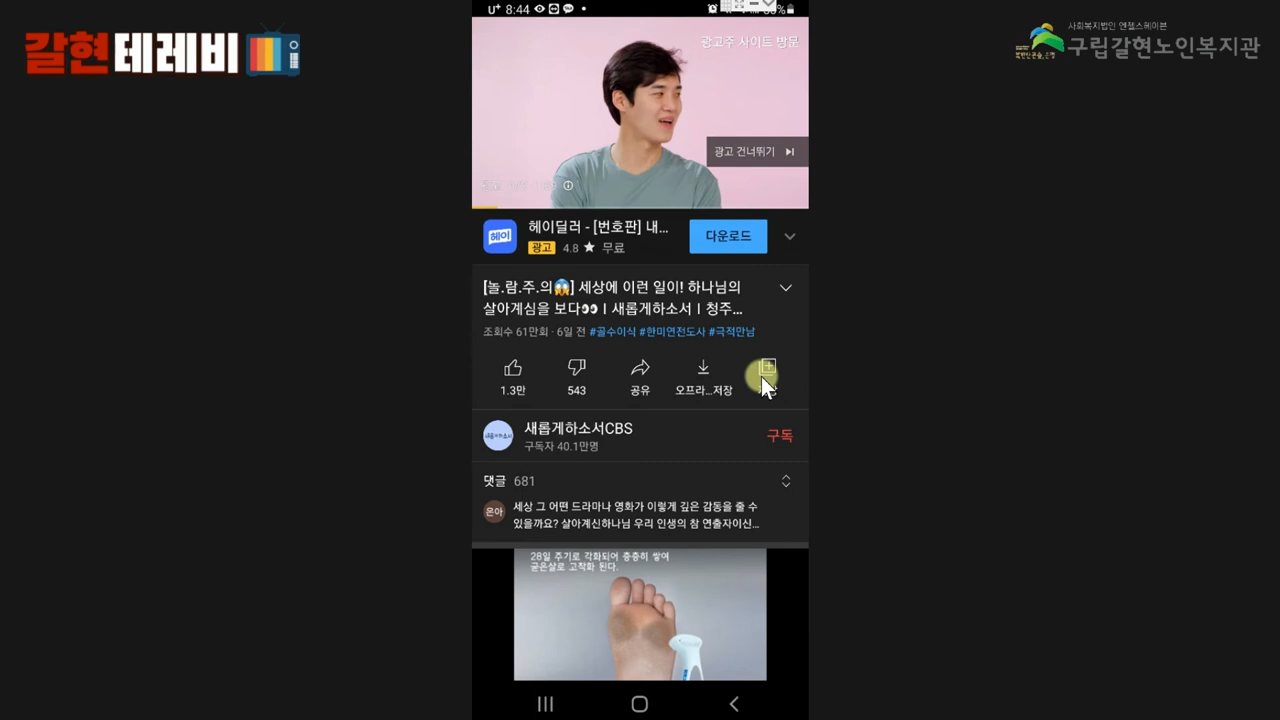 갈현테레비
사회복지법인 엔젤스헤이븐
구립갈현노인복지관
U+ 8:44
광고주 사이트 방문
광고 건너뛰기
헤이
헤이딜러 - [번호판] 내...
광고 4.8 ★ 무료
다운로드
[놀.람.주.의😱] 세상에 이런 일이! 하나님의
살아계심을 보다👀ㅣ새롭게하소서ㅣ청주...
조회수 61만회 · 6일 전 #골수이식 #한미연전도사 #극적만남
1.3만
543
공유
오프라...저장
새롭게하소서CBS
구독자 40.1만명
구독
댓글 681
은아
세상 그 어떤 드라마나 영화가 이렇게 깊은 감동을 줄 수
있을까요? 살아계신하나님 우리 인생의 참 연출자이신...
28일 주기로 각화되어 층층히 쌓여
굳은살로 고착화 된다.